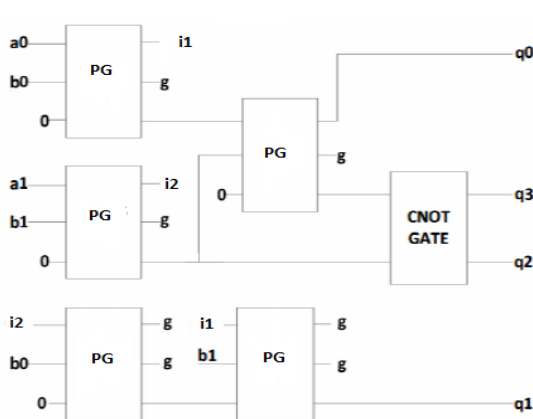 a0 i1 q0
PG
b0 g
0
PG g
a1 i2 0 q3
PG CNOT
b1 g GATE
0 q2
i2 g i1 g
b0 PG g b1 PG g
0 q1